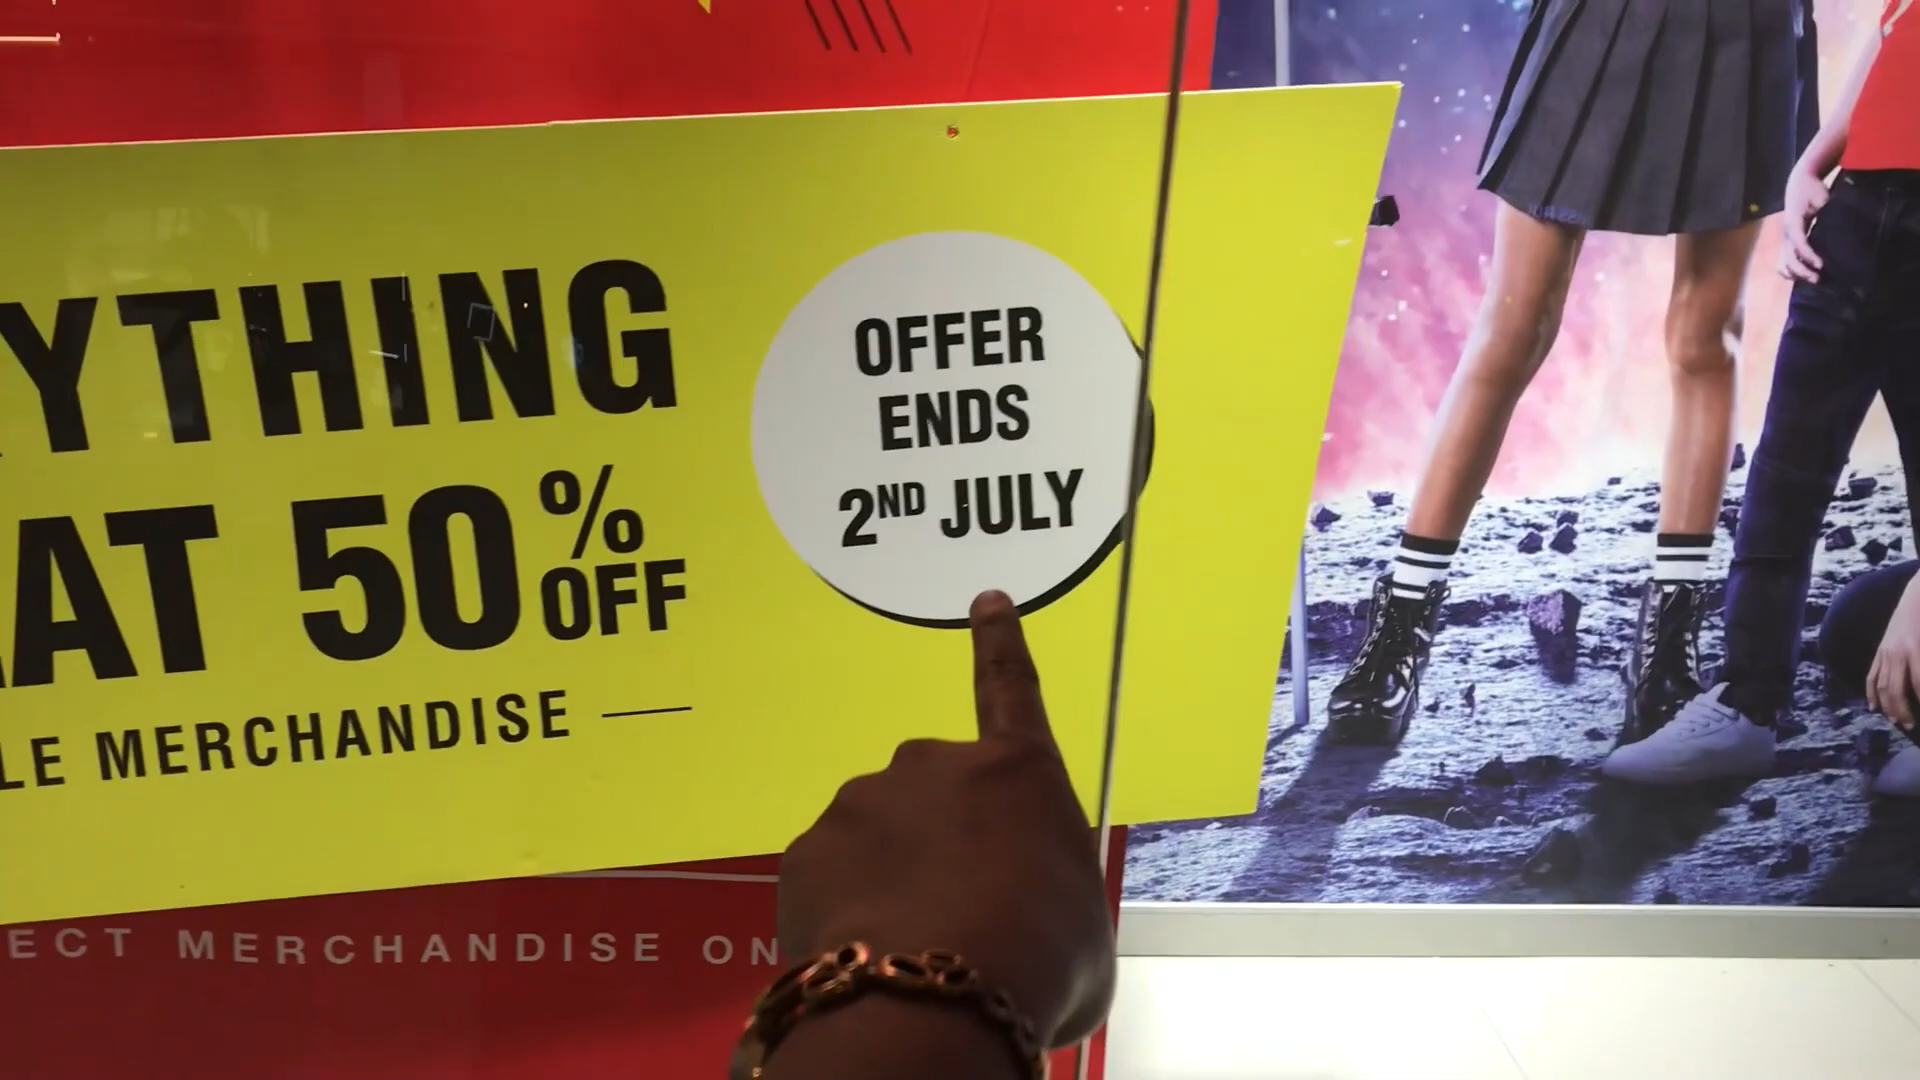 YTHING
AT 50% OFF
LE MERCHANDISE
OFFER
ENDS
2ND JULY
ECT MERCHANDISE ON